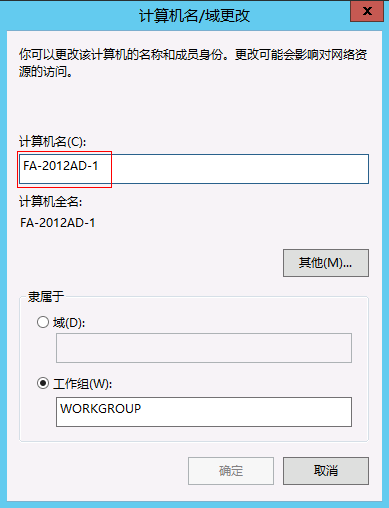 计算机名/域更改
x
你可以更改该计算机的名称和成员身份。更改可能会影响对网络资
源的访问。
计算机名(C):
FA-2012AD-1
计算机全名:
FA-2012AD-1
其他(M)...
隶属于
域(D):
工作组(W):
WORKGROUP
确定
取消